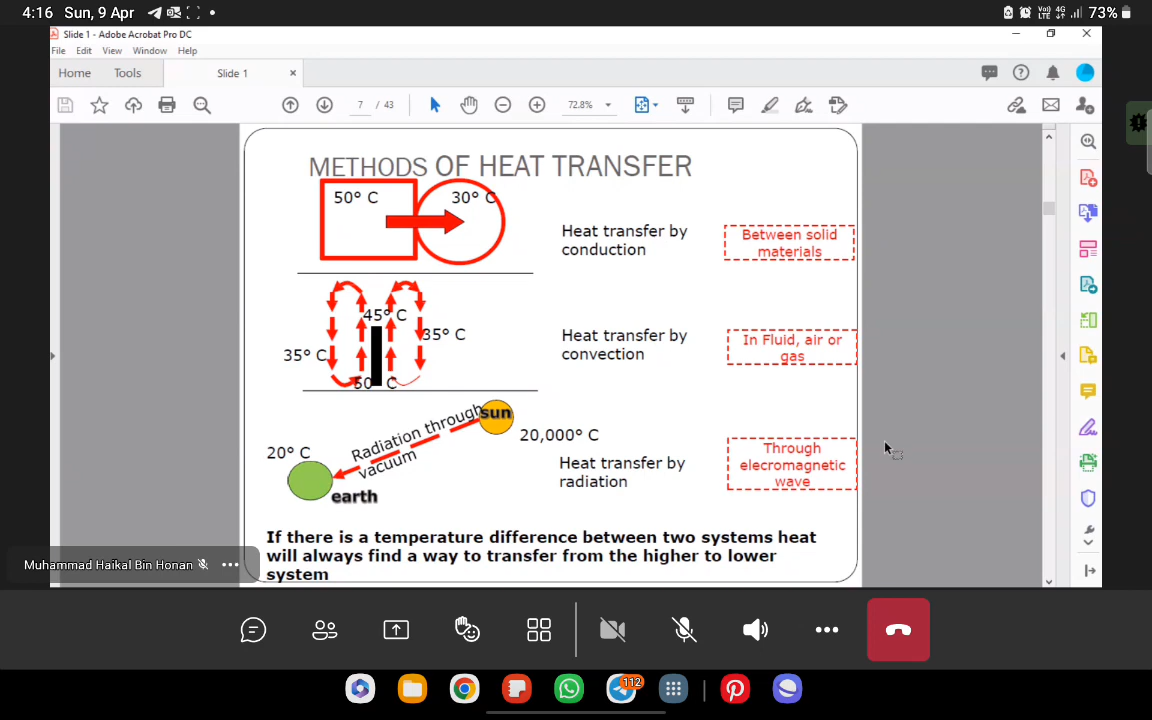 4:16 Sun, 9 Apr
Vo) 4G
LTE
73%
Slide 1 - Adobe Acrobat Pro DC
File Edit View Window Help
Home Tools Slide 1 ×
7 / 43 72.8%
METHODS OF HEAT TRANSFER
50° C 30° C
Heat transfer by
conduction
Between solid
materials
45° C
35° C
35° C
50° C
Heat transfer by
convection
In Fluid, air or
gas
Radiation through
vacuum
sun
20,000° C
20° C
earth
Heat transfer by
radiation
Through
elecromagnetic
wave
If there is a temperature difference between two systems heat
will always find a way to transfer from the higher to lower
system
Muhammad Haikal Bin Honan
112